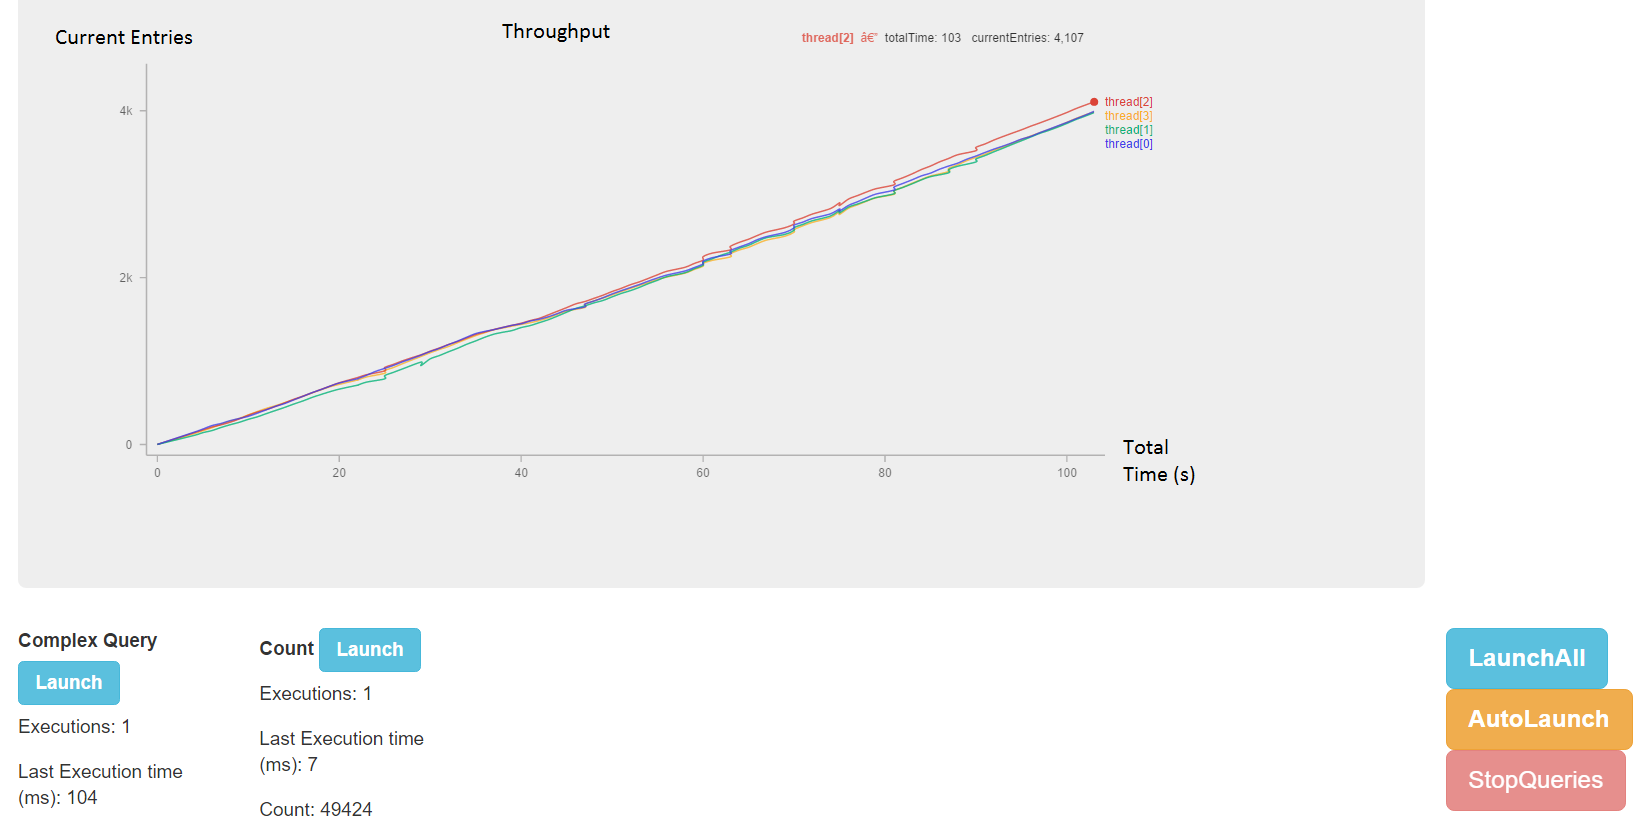 Current Entries
Throughput
thread[2] â€“ totalTime: 103 currentEntries: 4,107
4k
2k
0
thread[2]
thread[3]
thread[1]
thread[0]
0 20 40 60 80 100
Total
Time (s)
Complex Query
Launch
Executions: 1
Last Execution time
(ms): 104
Count Launch
Executions: 1
Last Execution time
(ms): 7
Count: 49424
LaunchAll
AutoLaunch
StopQueries